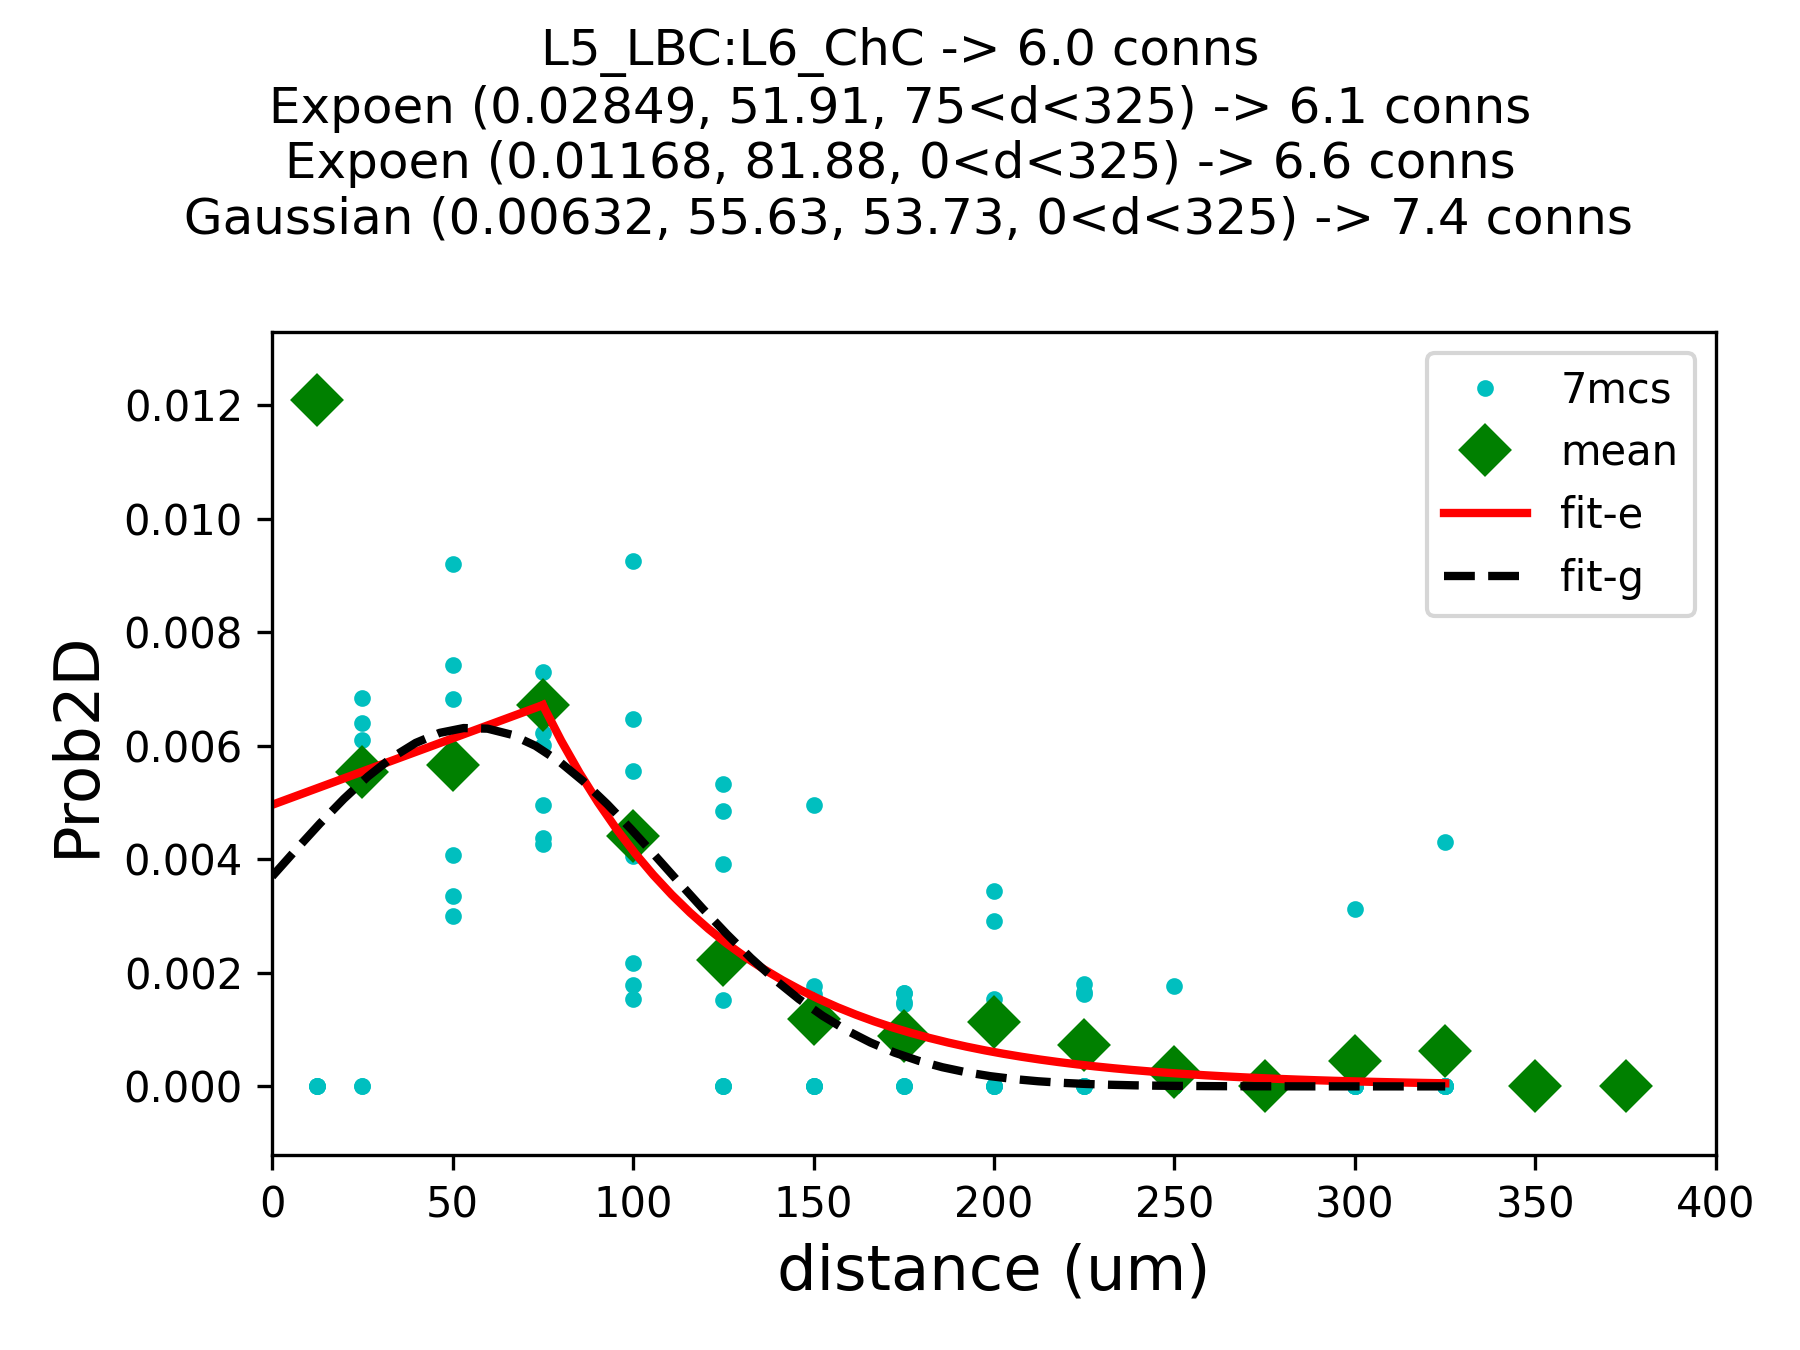 L5_LBC:L6_ChC -> 6.0 conns
Expoen (0.02849, 51.91, 75<d<325) -> 6.1 conns
Expoen (0.01168, 81.88, 0<d<325) -> 6.6 conns
Gaussian (0.00632, 55.63, 53.73, 0<d<325) -> 7.4 conns
7mcs
mean
fit-e
fit-g
Prob2D
0.012
0.010
0.008
0.006
0.004
0.002
0.000
0 50 100 150 200 250 300 350 400
distance (um)